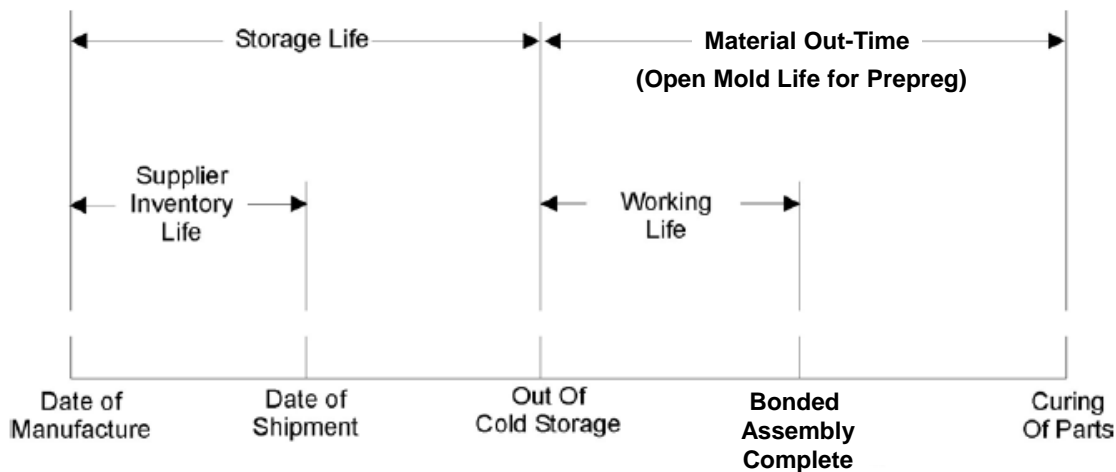 Storage Life
Material Out-Time
(Open Mold Life for Prepreg)
Supplier
Inventory
Life
Working
Life
Date of
Manufacture
Date of
Shipment
Out Of
Cold Storage
Bonded
Assembly
Complete
Curing
Of Parts